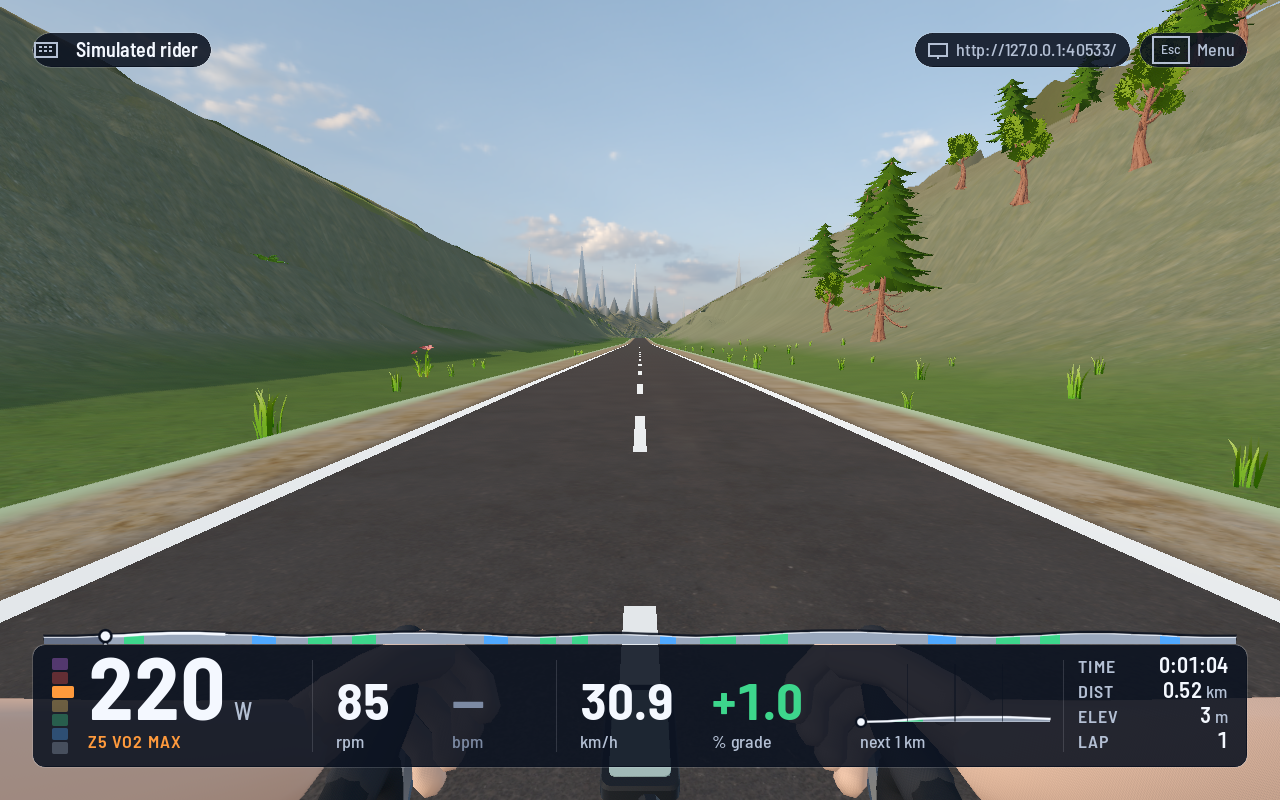 Simulated rider
http://127.0.0.1:40533/
Esc Menu
220 W
Z5 VO2 MAX
85
rpm
—
bpm
30.9
km/h
+1.0
% grade
next 1 km
TIME 0:01:04
DIST 0.52 km
ELEV 3 m
LAP 1